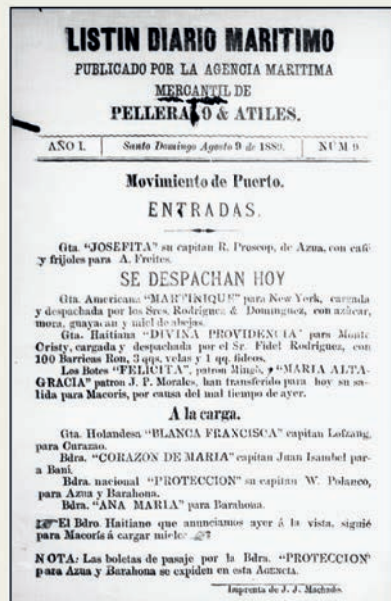 LISTIN DIARIO MARITIMO
PUBLICADO POR LA AGENCIA MARITIMA
MERCANTIL DE
PELLERANO & ATILES.
AÑO I. Santo Domingo Agosto 9 de 1889. NÚM 9.
Movimiento de Puerto.
ENTRADAS.
Gta. "JOSEFITA" su capitan R. Proscop, de Azua, con café
y frijoles para A. Freites.
SE DESPACHAN HOY
Gta. Americana "MARTINIQUE" para New York, cargada
y despachada por los Sres. Rodriguez & Dominguez, con azúcar,
mora, guayacan y miel de abejas.
Gta. Haitiana "DIVINA PROVIDENCIA" para Monte
Cristy, cargada y despachada por el Sr. Fidel Rodriguez, con
100 Barricas Ron, 3 qqs. velas y 1 qq. fideos.
Los Botes "FELICITA", patron Mingó, y "MARIA ALTA-
GRACIA" patron J. P. Morales, han transferido para hoy su sa-
lida para Macoris, por causa del mal tiempo de ayer.
A la carga.
Gta. Holandesa "BLANCA FRANCISCA" capitan Lofzang,
para Curazao.
Bdra. "CORAZON DE MARIA" capitan Juan Isambel par-
a Bani.
Bdra. nacional "PROTECCION" su capitan W. Polanco,
para Azua y Barahona.
Bdra. "ANA MARIA" para Barahona.
El Bdro. Haitiano que anunciamos ayer á la vista, siguió
para Macoris á cargar mieles
NOTA: Las boletas de pasaje por la Bdra. "PROTECCION"
para Azua y Barahona se expiden en esta AGENCIA.
Imprenta de J. J. Machado.